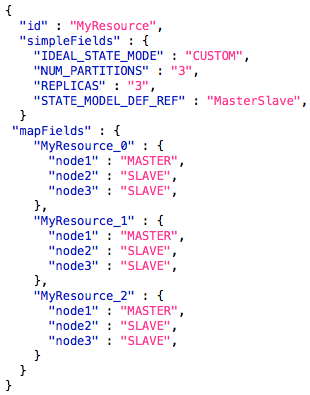 {
  "id" : "MyResource",
  "simpleFields" : {
    "IDEAL_STATE_MODE" : "CUSTOM",
    "NUM_PARTITIONS" : "3",
    "REPLICAS" : "3",
    "STATE_MODEL_DEF_REF" : "MasterSlave",
  }
 "mapFields" : {
    "MyResource_0" : {
      "node1" : "MASTER",
      "node2" : "SLAVE",
      "node3" : "SLAVE",
    },
    "MyResource_1" : {
      "node1" : "MASTER",
      "node2" : "SLAVE",
      "node3" : "SLAVE",
    },
    "MyResource_2" : {
      "node1" : "MASTER",
      "node2" : "SLAVE",
      "node3" : "SLAVE",
    }
  }
}